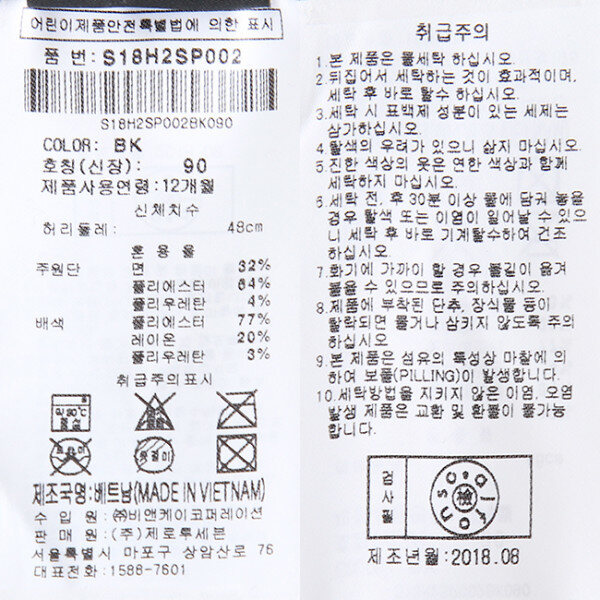 어린이제품안전특별법에 의한 표시
품 번: S18H2SP002
S18H2SP002BK090
COLOR: BK
호칭(신장): 90
제품사용연령: 12개월
신체치수
허리둘레: 48cm
혼용율
주원단 면 32%
폴리에스터 64%
폴리우레탄 4%
배색 폴리에스터 77%
레이온 20%
폴리우레탄 3%
취급주의표시
제조국명: 베트남(MADE IN VIETNAM)
수 입 원: ㈜비앤케이코퍼레이션
판 매 원: (주)제로투세븐
서울특별시 마포구 상암산로 76
대표전화: 1588-7601
취급주의
1.본 제품은 물세탁 하십시오.
2.뒤집어서 세탁하는 것이 효과적이며,
세탁 후 바로 탈수 하십시오.
3.세탁 시 표백제 성분이 있는 세제는
삼가하십시오.
4.탈색의 우려가 있으니 삶지 마십시오.
5.진한 색상의 옷은 연한 색상과 함께
세탁하지 마십시오.
6.세탁 전, 후 30분 이상 물에 담궈 놓을
경우 탈색 또는 이염이 일어날 수 있으
니 세탁 후 바로 기계탈수하여 건조
하십시오.
7.화기에 가까이 할 경우 불길이 옮겨
붙을 수 있으므로 주의하십시오.
8.제품에 부착된 단추, 장식물 등이
탈락되면 물거나 삼키지 않도록 주의
하십시오
9.본 제품은 섬유의 특성상 마찰에 의
하여 보풀(PILLING)이 발생합니다.
10.세탁방법을 지키지 않은 이염, 오염
발생 제품은 교환 및 환불이 불가능
합니다.
검사필
檢
제조년월: 2018.08